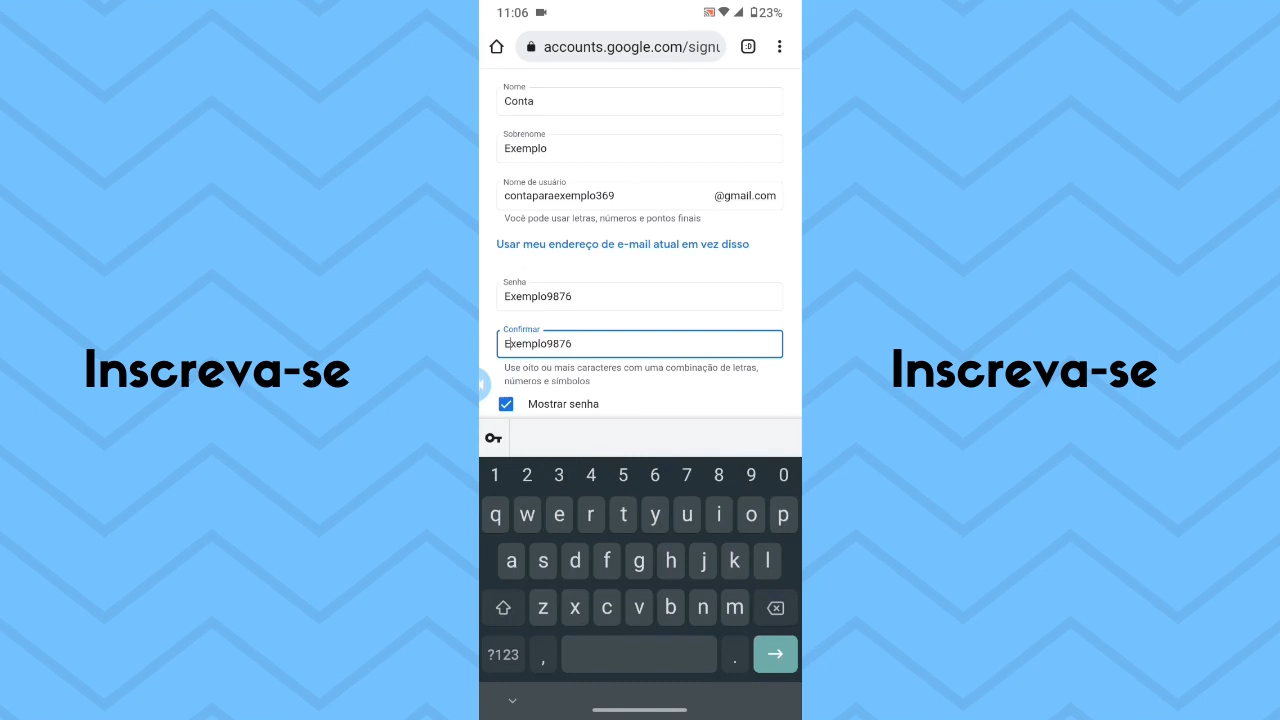 11:06
23%
accounts.google.com/signu
:D
Nome
Conta
Sobrenome
Exemplo
Nome de usuário
contaparaexemplo369 @gmail.com
Você pode usar letras, números e pontos finais
Usar meu endereço de e-mail atual em vez disso
Senha
Exemplo9876
Confirmar
Exemplo9876
Use oito ou mais caracteres com uma combinação de letras,
números e símbolos
Mostrar senha
Inscreva-se
Inscreva-se
1 2 3 4 5 6 7 8 9 0
q w e r t y u i o p
a s d f g h j k l
z x c v b n m
?123 , .